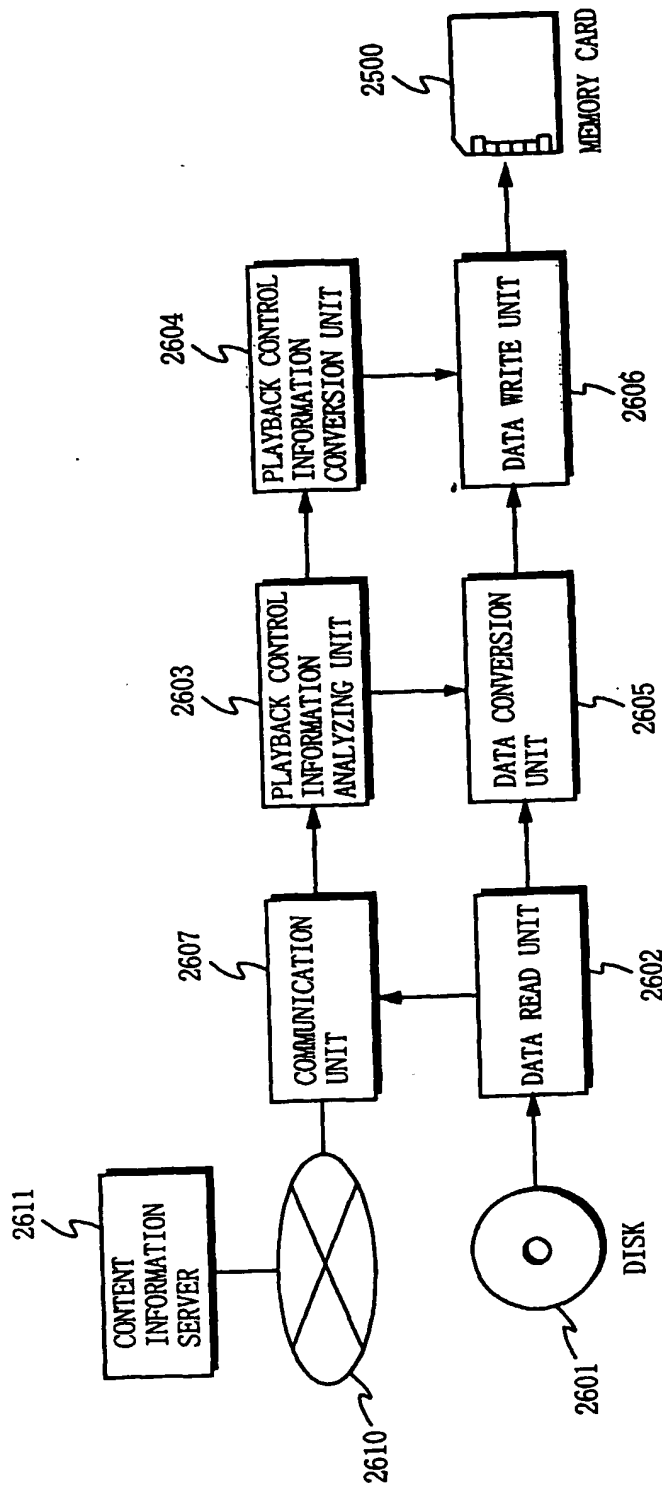 2611
CONTENT
INFORMATION
SERVER
2610
2607
COMMUNICATION
UNIT
2603
PLAYBACK CONTROL
INFORMATION
ANALYZING UNIT
2604
PLAYBACK CONTROL
INFORMATION
CONVERSION UNIT
2500
MEMORY CARD
DISK
2601
DATA READ UNIT
2602
DATA CONVERSION
UNIT
2605
DATA WRITE UNIT
2606